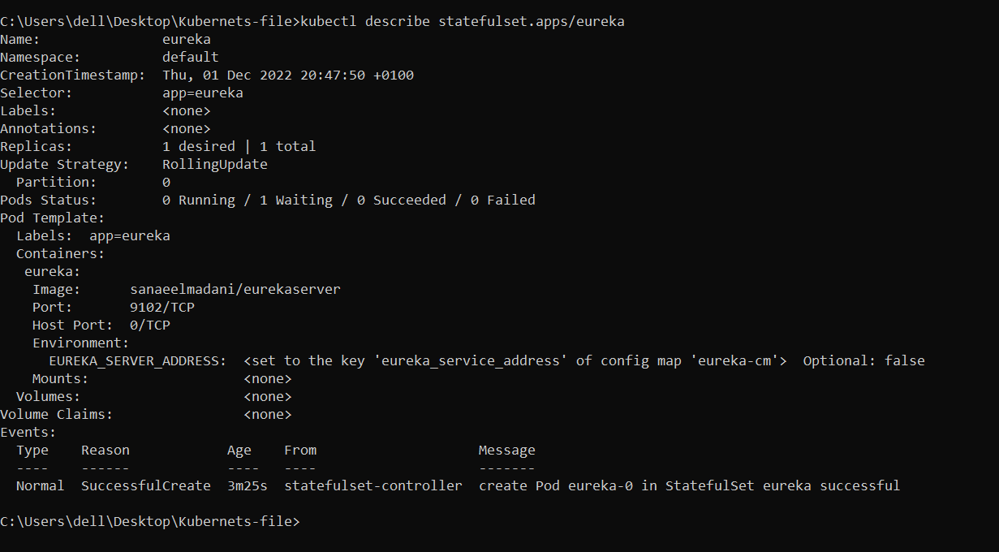 C:\Users\dell\Desktop\Kubernets-file>kubectl describe statefulset.apps/eureka
Name:               eureka
Namespace:          default
CreationTimestamp:  Thu, 01 Dec 2022 20:47:50 +0100
Selector:           app=eureka
Labels:             <none>
Annotations:        <none>
Replicas:           1 desired | 1 total
Update Strategy:    RollingUpdate
  Partition:        0
Pods Status:        0 Running / 1 Waiting / 0 Succeeded / 0 Failed
Pod Template:
  Labels:  app=eureka
  Containers:
   eureka:
    Image:      sanaeelmadani/eurekaserver
    Port:       9102/TCP
    Host Port:  0/TCP
    Environment:
      EUREKA_SERVER_ADDRESS:  <set to the key 'eureka_service_address' of config map 'eureka-cm'>  Optional: false
    Mounts:                   <none>
  Volumes:                    <none>
Volume Claims:                <none>
Events:
  Type    Reason            Age    From                    Message
  ----    ------            ----   ----                    -------
  Normal  SuccessfulCreate  3m25s  statefulset-controller  create Pod eureka-0 in StatefulSet eureka successful
C:\Users\dell\Desktop\Kubernets-file>